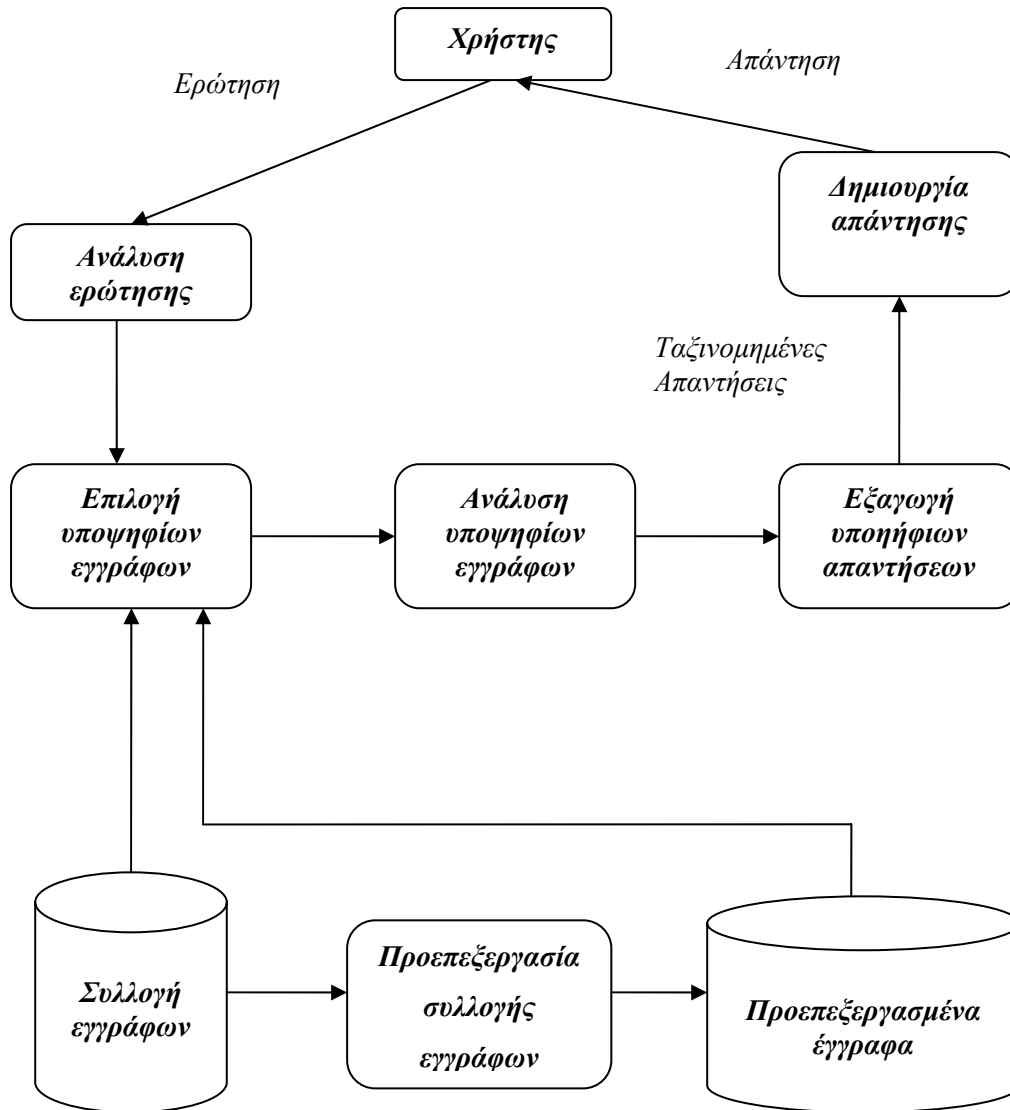 Χρήστης
Ερώτηση
Απάντηση
Δημιουργία
απάντησης
Ανάλυση
ερώτησης
Ταξινομημένες
Απαντήσεις
Επιλογή
υποψηφίων
εγγράφων
Ανάλυση
υποψηφίων
εγγράφων
Εξαγωγή
υποηήφιων
απαντήσεων
Συλλογή
εγγράφων
Προεπεξεργασία
συλλογής
εγγράφων
Προεπεξεργασμένα
έγγραφα